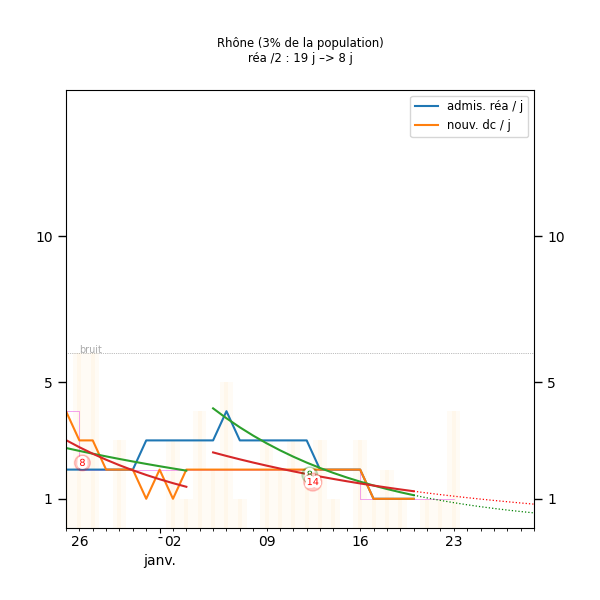 Rhône (3% de la population)
réa /2 : 19 j –> 8 j
admis. réa / j
nouv. dc / j
10
10
bruit
5
5
8
8
14
1
1
26
02
09
16
23
janv.